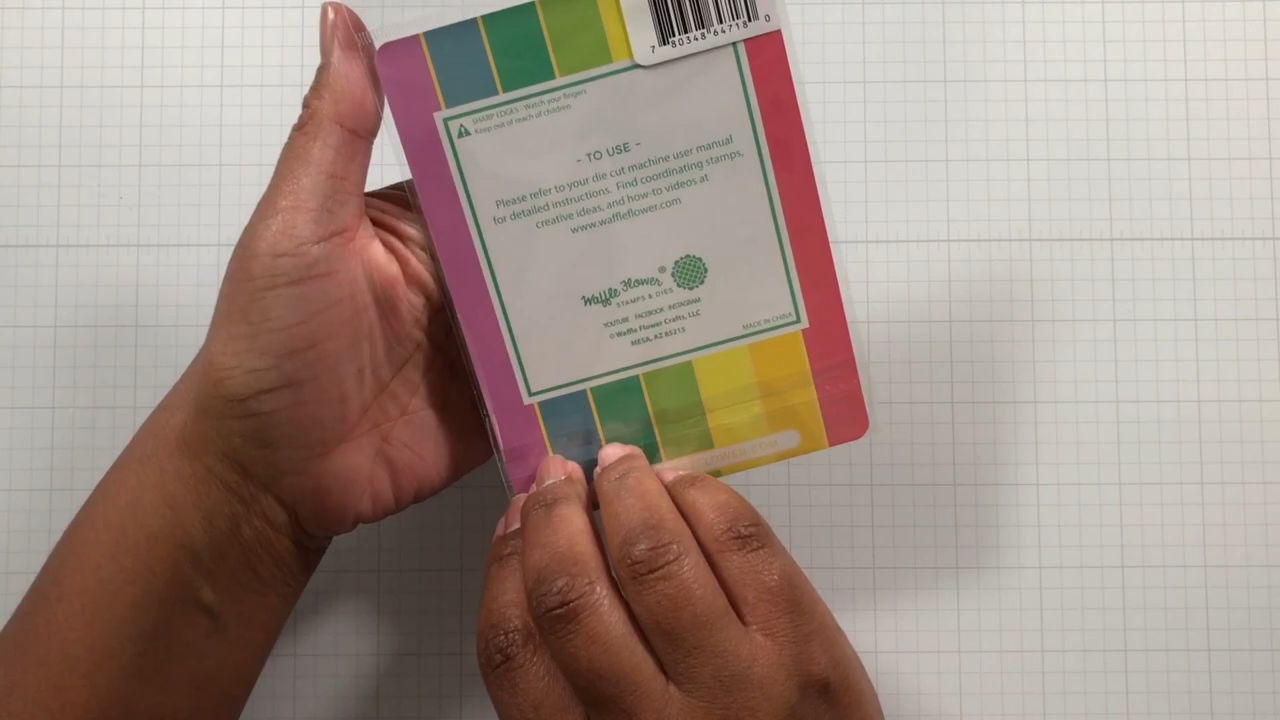 7 80348 64718 0
SHARP EDGES - Watch your fingers
Keep out of reach of children
- TO USE -
Please refer to your die cut machine user manual
for detailed instructions. Find coordinating stamps,
creative ideas, and how-to videos at
www.waffleflower.com
Waffle Flower®
STAMPS & DIES
YOUTUBE FACEBOOK INSTAGRAM
© Waffle Flower Crafts, LLC
MESA, AZ 85215
MADE IN CHINA